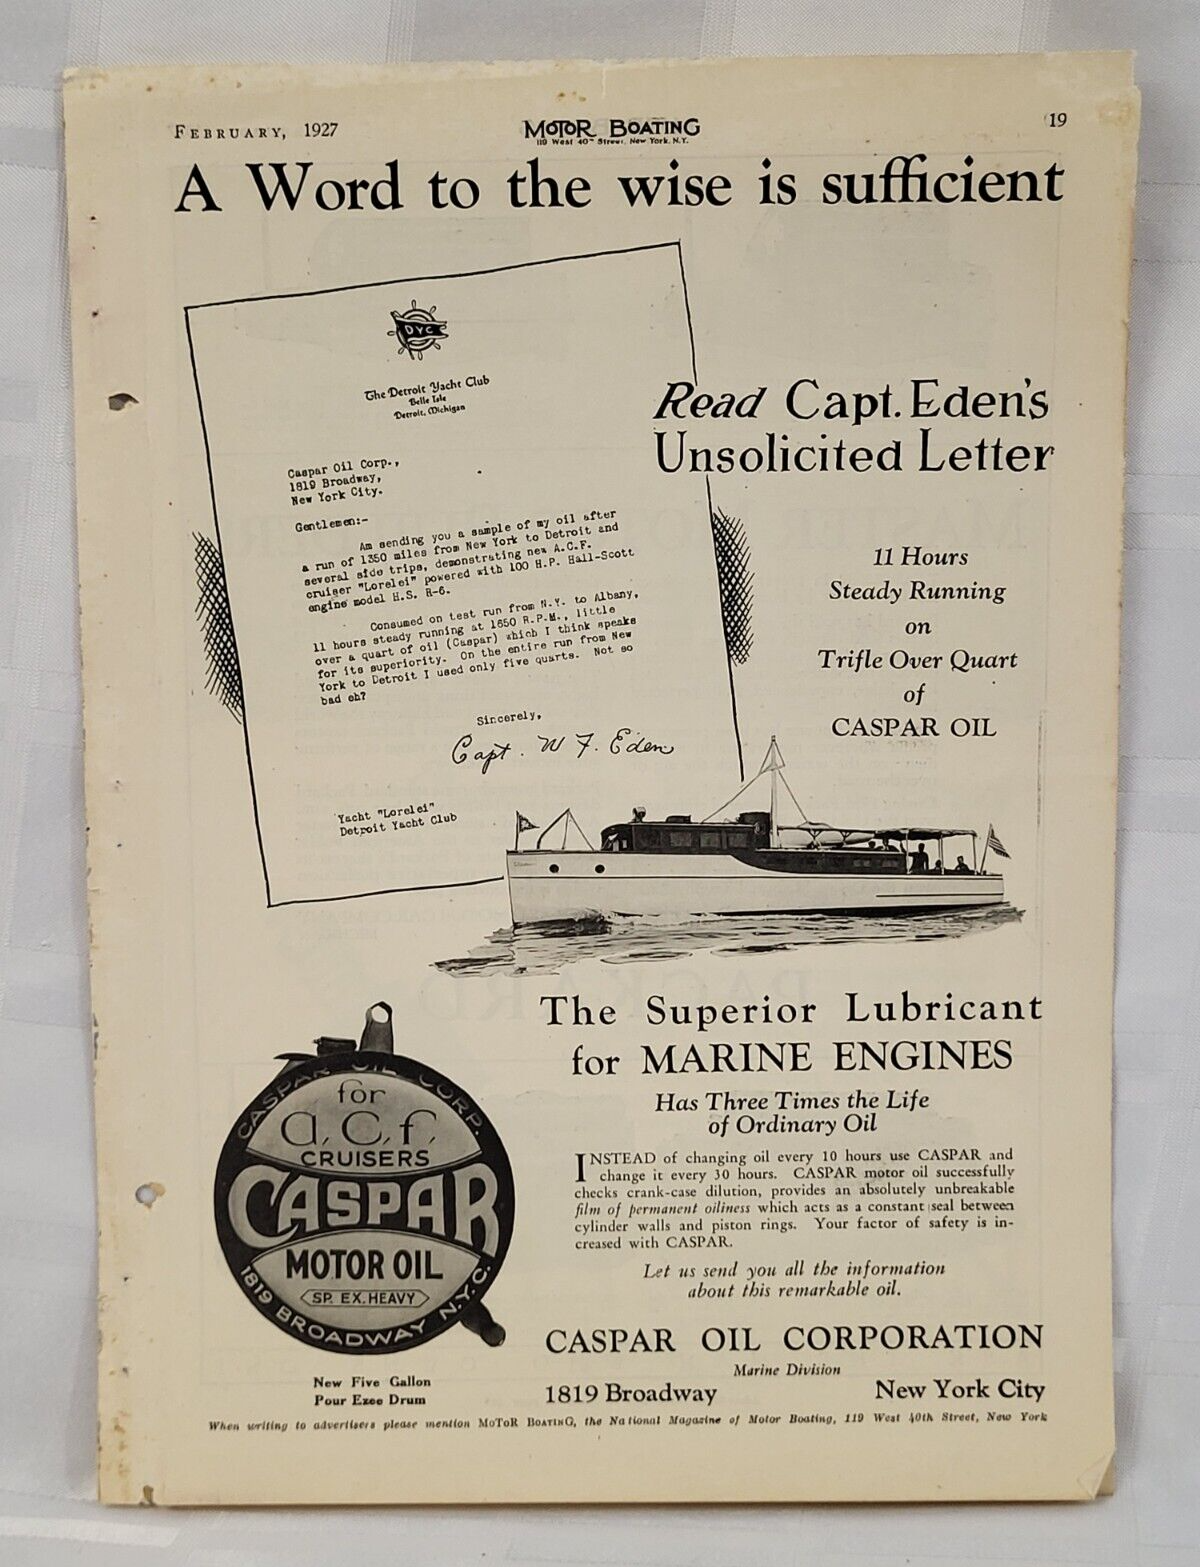 FEBRUARY, 1927
MOTOR BOATING
119 West 40TH Street, New York, N.Y.
19
A Word to the wise is sufficient
DYC
The Detroit Yacht Club
Belle Isle
Detroit, Michigan
Caspar Oil Corp.,
1819 Broadway,
New York City.
Gentlemen:-
Am sending you a sample of my oil after
a run of 1350 miles from New York to Detroit and
several side trips, demonstrating new A.C.F.
cruiser "Lorelei" powered with 100 H.P. Hall-Scott
engine model H.S. R-6.
Consumed on test run from N.Y. to Albany,
11 hours steady running at 1650 R.P.M., little
over a quart of oil (Caspar) which I think speaks
for its superiority. On the entire run from New
York to Detroit I used only five quarts. Not so
bad eh?
Sincerely,
Capt. W F. Eden
Yacht "Lorelei"
Detroit Yacht Club
Read Capt. Eden's
Unsolicited Letter
11 Hours
Steady Running
on
Trifle Over Quart
of
CASPAR OIL
The Superior Lubricant
for MARINE ENGINES
Has Three Times the Life
of Ordinary Oil
INSTEAD of changing oil every 10 hours use CASPAR and
change it every 30 hours. CASPAR motor oil successfully
checks crank-case dilution, provides an absolutely unbreakable
film of permanent oiliness which acts as a constant seal between
cylinder walls and piston rings. Your factor of safety is in-
creased with CASPAR.
Let us send you all the information
about this remarkable oil.
CASPAR OIL CORPORATION
Marine Division
1819 Broadway New York City
CASPAR OIL CORP.
for
a.C.f.
CRUISERS
CASPAR
MOTOR OIL
SP. EX. HEAVY
1819 BROADWAY N.Y.C.
New Five Gallon
Pour Ezee Drum
When writing to advertisers please mention MOTOR BOATING, the National Magazine of Motor Boating, 119 West 40th Street, New York